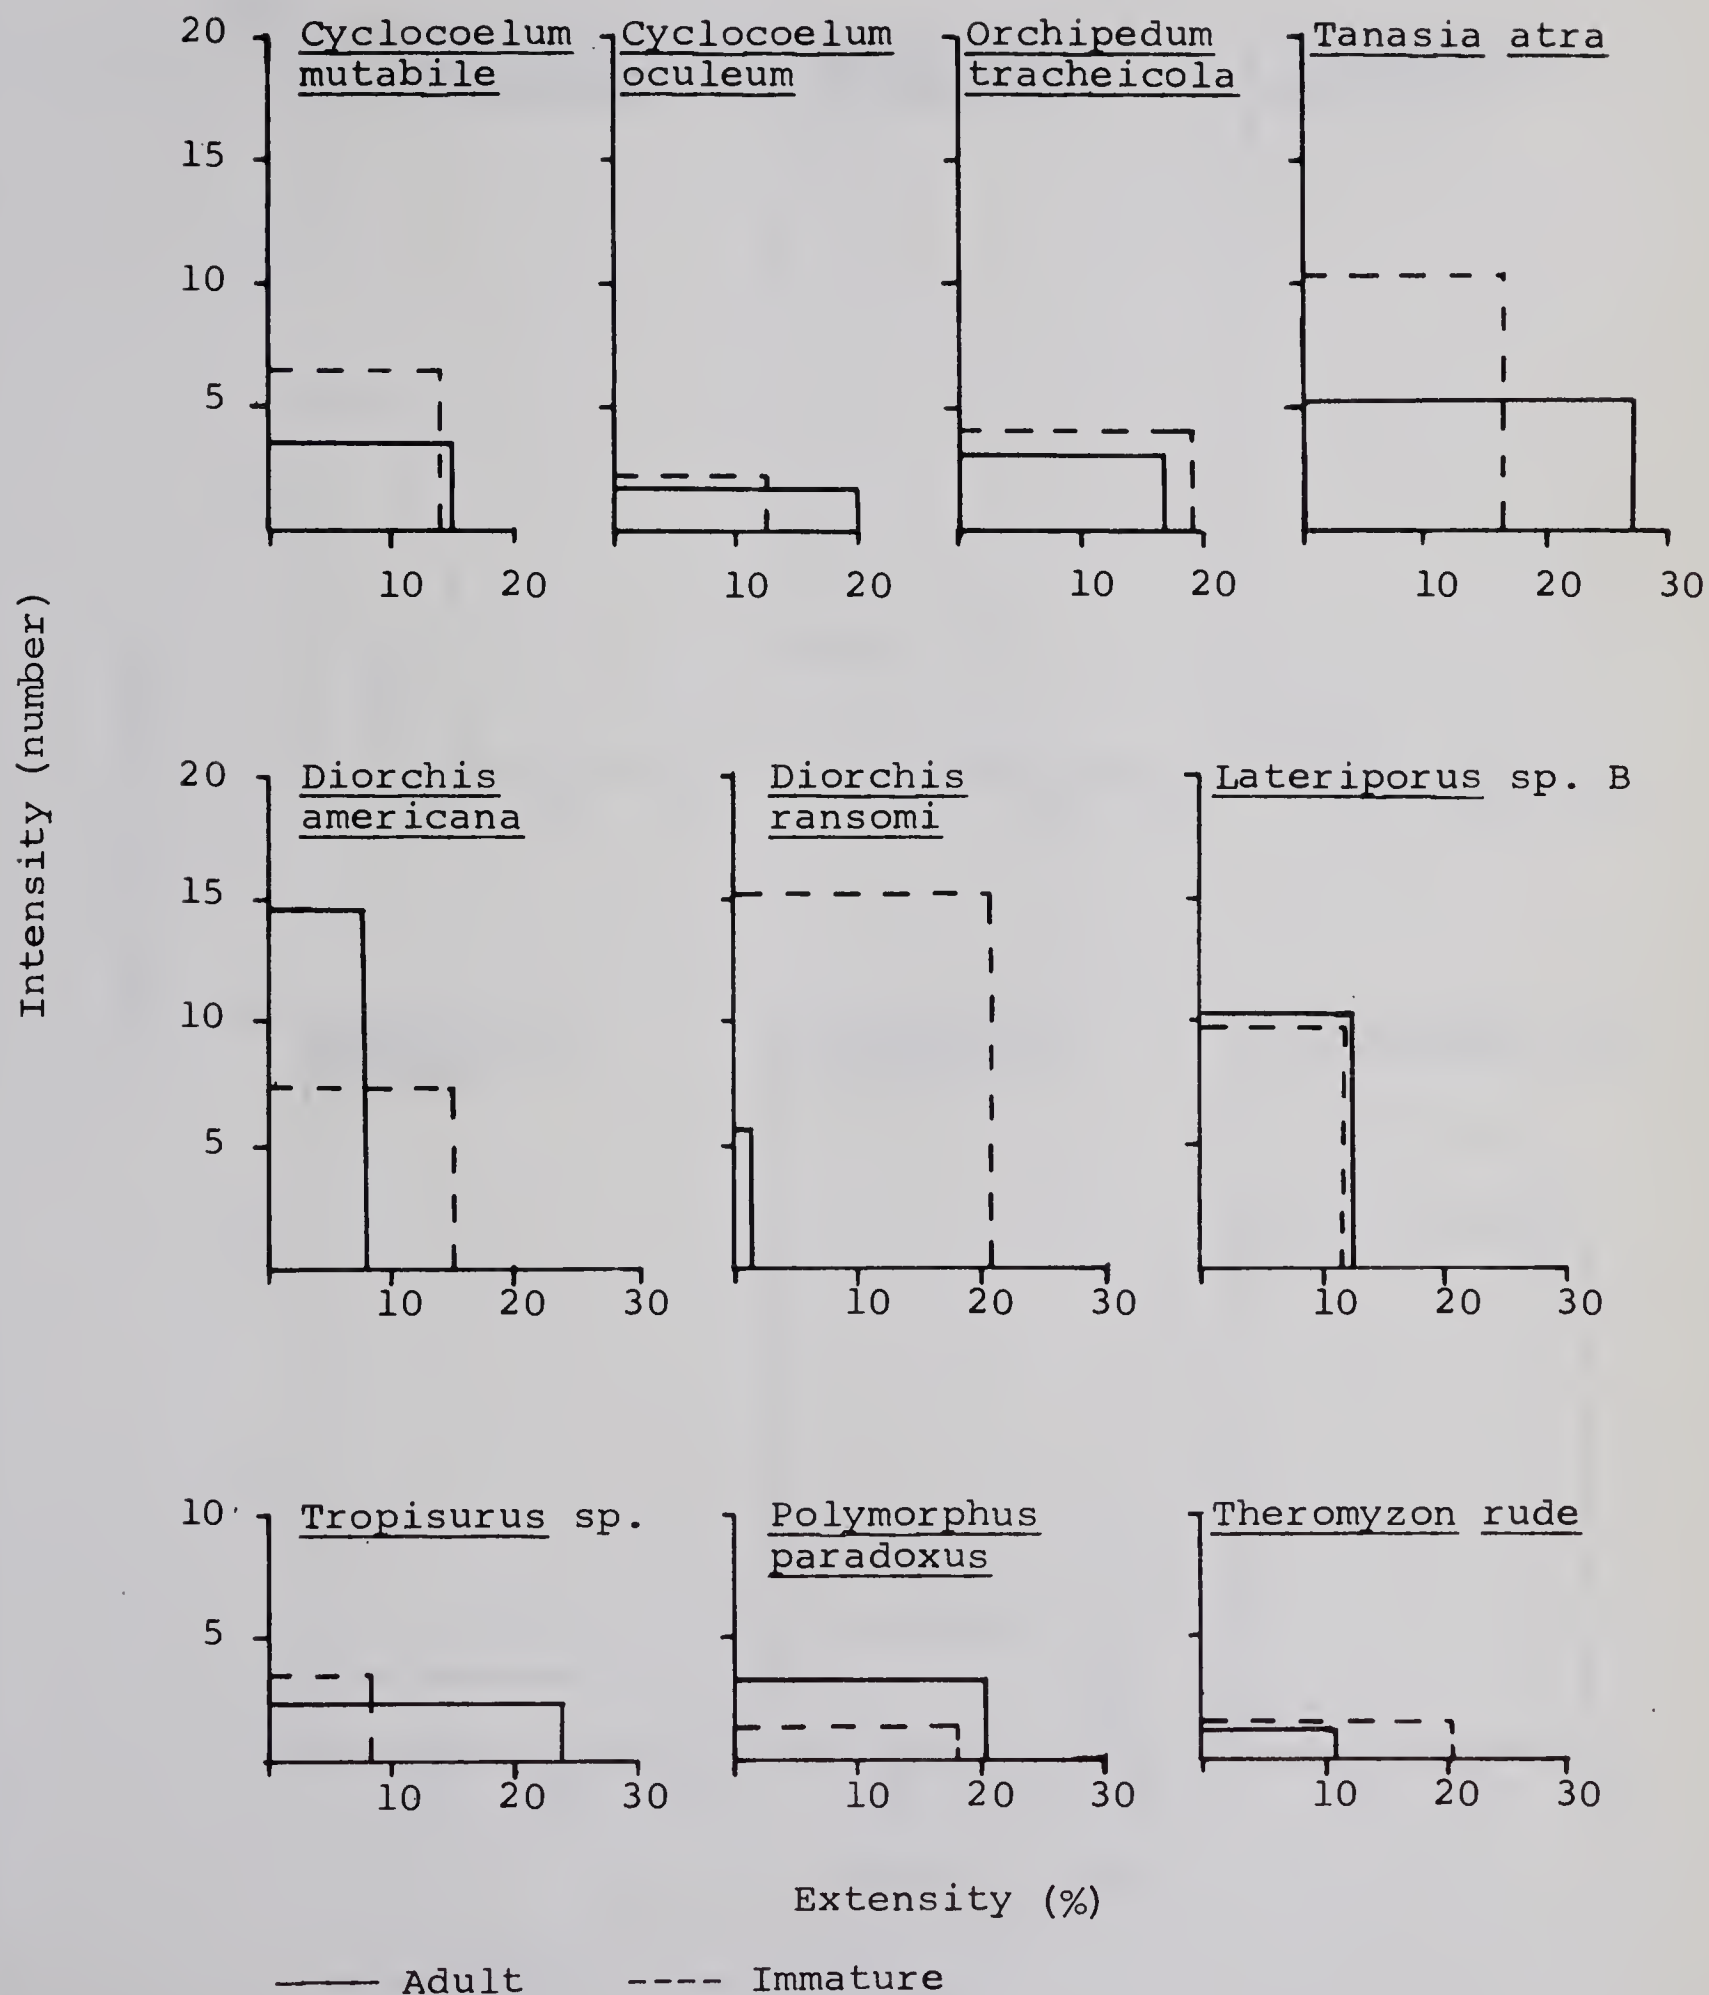 20 Cyclocoelum mutabile
Cyclocoelum oculeum
Orchipedum tracheicola
Tanasia atra
15
10
5
10 20
10 20
10 20
10 20 30
Intensity (number)
20 Diorchis americana
Diorchis ransomi
Lateriporus sp. B
15
10
5
10 20 30
10 20 30
10 20 30
10 Tropisurus sp.
Polymorphus paradoxus
Theromyzon rude
5
10 20 30
10 20 30
10 20 30
Extensity (%)
Adult Immature